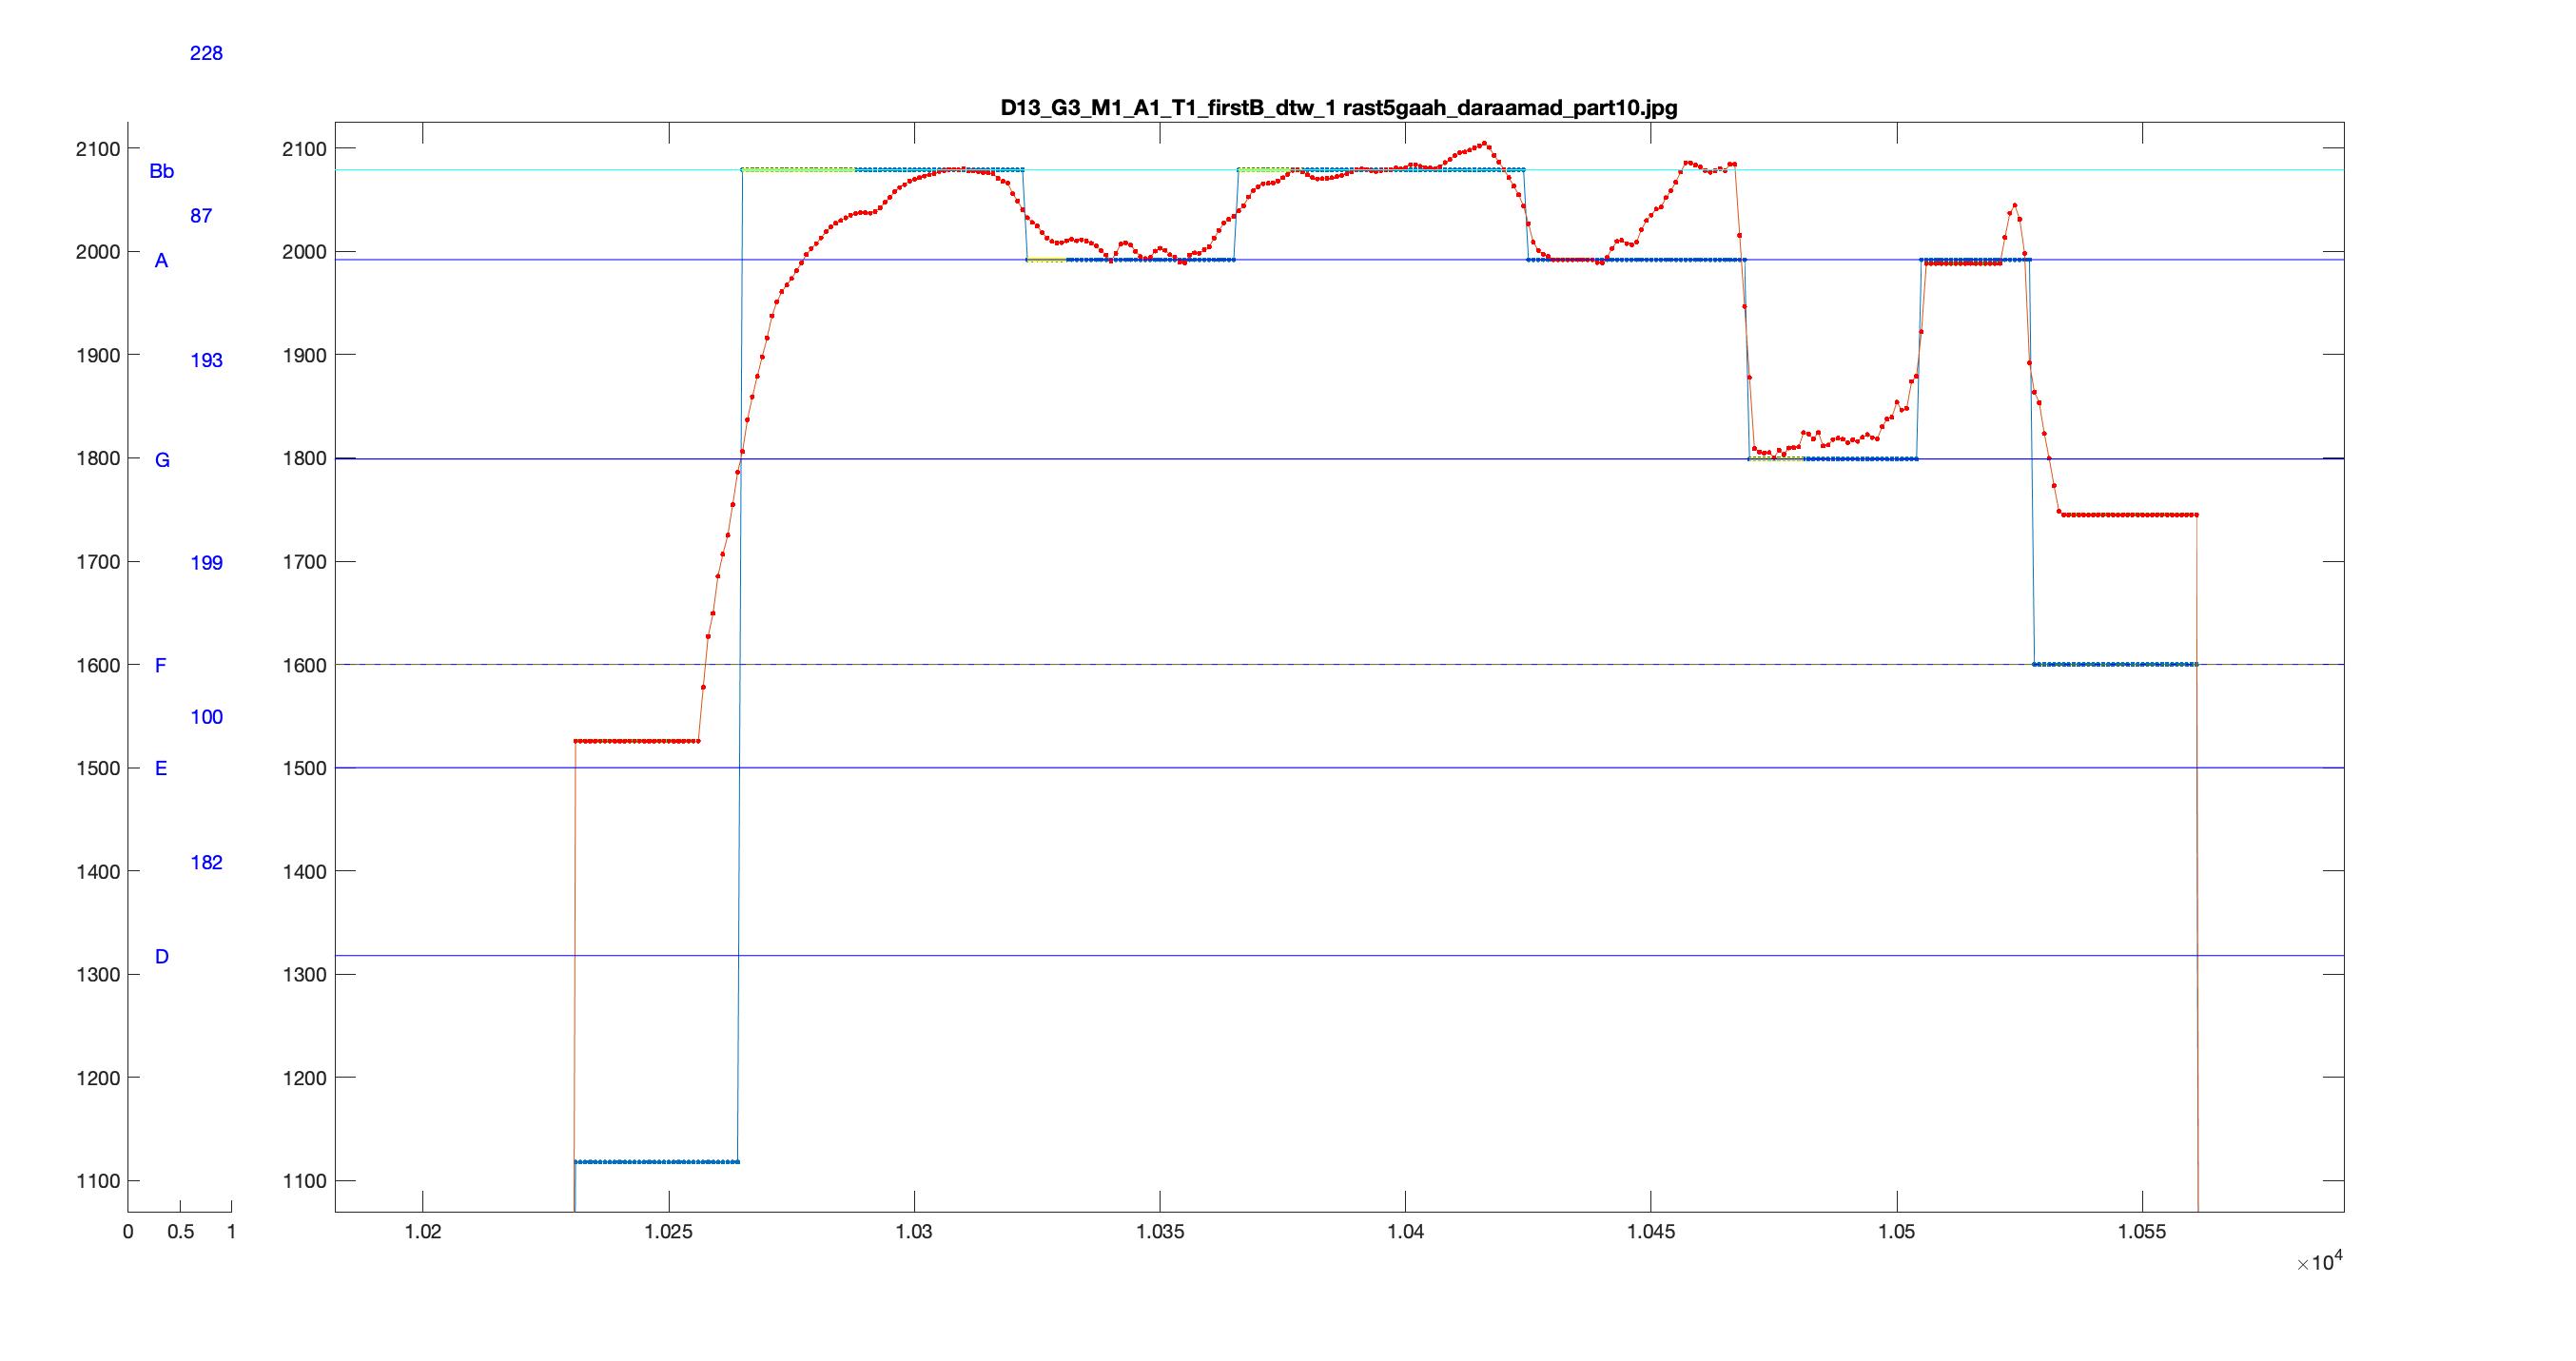 228
D13_G3_M1_A1_T1_firstB_dtw_1 rast5gaah_daraamad_part10.jpg
2100 2100
Bb
87
2000 2000
A
1900 193 1900
1800 G 1800
1700 199 1700
1600 F 1600
100
1500 E 1500
1400 182 1400
D
1300 1300
1200 1200
1100 1100
0 0.5 1 1.02 1.025 1.03 1.035 1.04 1.045 1.05 1.055
×10⁴